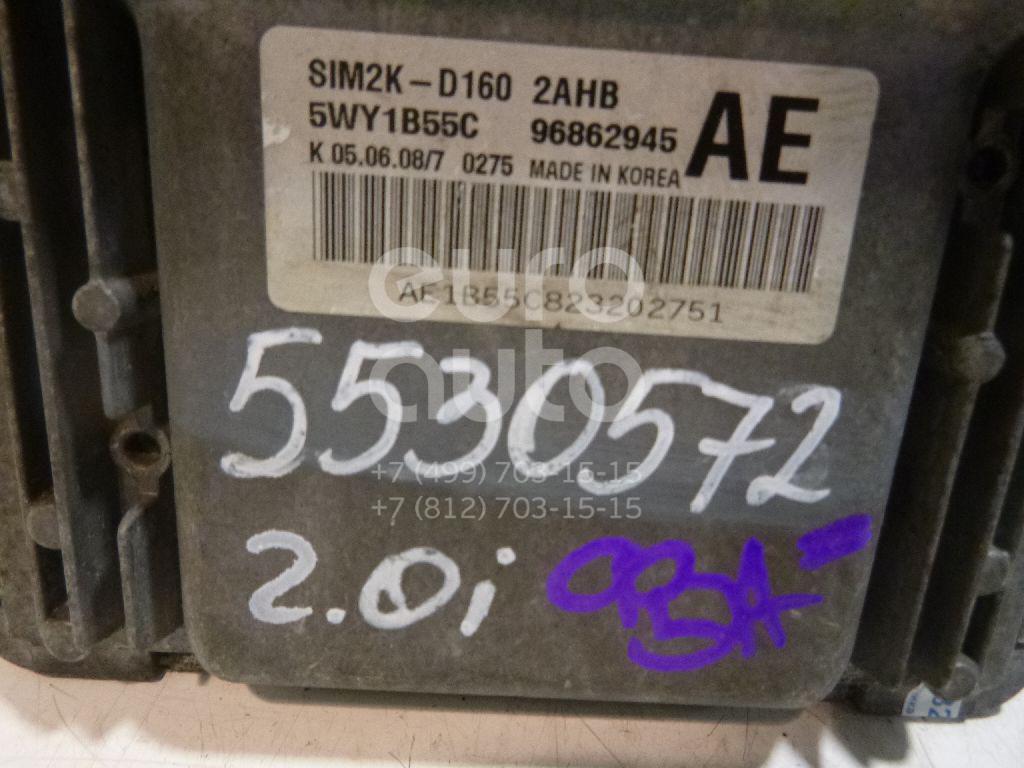 SIM2K-D160 2AHB
5WY1B55C 96862945
AE
K 05.06.08/7 0275 MADE IN KOREA
AE1B55C823202751
euro
auto
5530572
+7 (499) 703-15-15
+7 (812) 703-15-15
2.0i